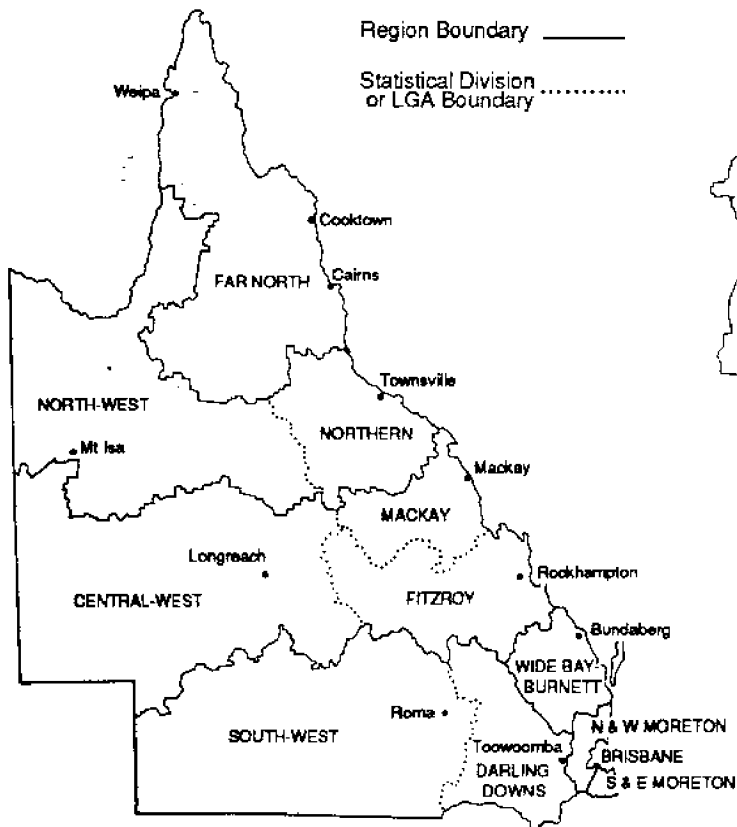 Region Boundary
Statistical Division
or LGA Boundary
Weipa
Cooktown
Cairns
FAR NORTH
Townsville
NORTH-WEST
NORTHERN
Mt Isa
Mackay
MACKAY
Longreach
Rockhampton
CENTRAL-WEST
FITZROY
Bundaberg
WIDE BAY-
BURNETT
Roma
N & W MORETON
SOUTH-WEST
Toowoomba
BRISBANE
DARLING
DOWNS
S & E MORETON